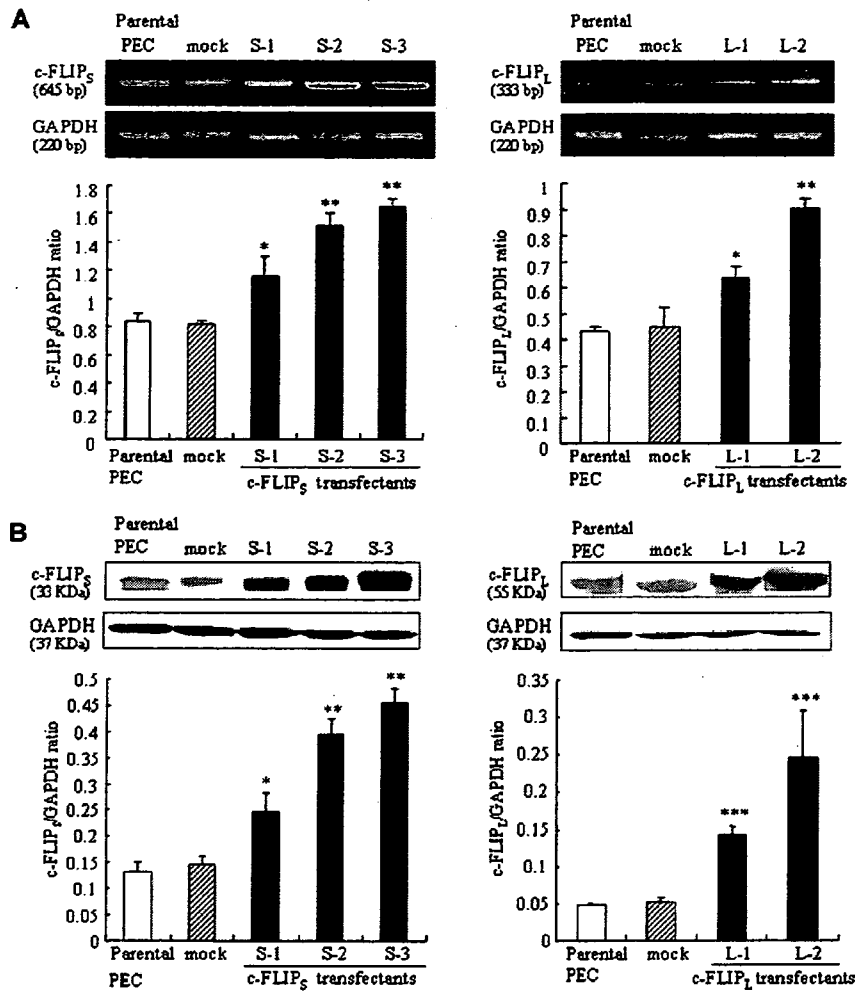 A
Parental
PEC mock S-1 S-2 S-3
c-FLIPS
(645 bp)
GAPDH
(220 bp)
c-FLIPS/GAPDH ratio
1.8
1.6
1.4
1.2
1
0.8
0.6
0.4
0.2
0
*
**
**
Parental mock S-1 S-2 S-3
PEC c-FLIPS transfectants
Parental
PEC mock L-1 L-2
c-FLIPL
(333 bp)
GAPDH
(220 bp)
c-FLIPL/GAPDH ratio
1
0.9
0.8
0.7
0.6
0.5
0.4
0.3
0.2
0.1
0
*
**
Parental mock L-1 L-2
PEC c-FLIPL transfectants
B
Parental
PEC mock S-1 S-2 S-3
c-FLIPS
(33 KDa)
GAPDH
(37 KDa)
c-FLIPS/GAPDH ratio
0.5
0.45
0.4
0.35
0.3
0.25
0.2
0.15
0.1
0.05
0
*
**
**
Parental mock S-1 S-2 S-3
PEC c-FLIPS transfectants
Parental
PEC mock L-1 L-2
c-FLIPL
(55 KDa)
GAPDH
(37 KDa)
c-FLIPL/GAPDH ratio
0.35
0.3
0.25
0.2
0.15
0.1
0.05
0
***
***
Parental mock L-1 L-2
PEC c-FLIPL transfectants